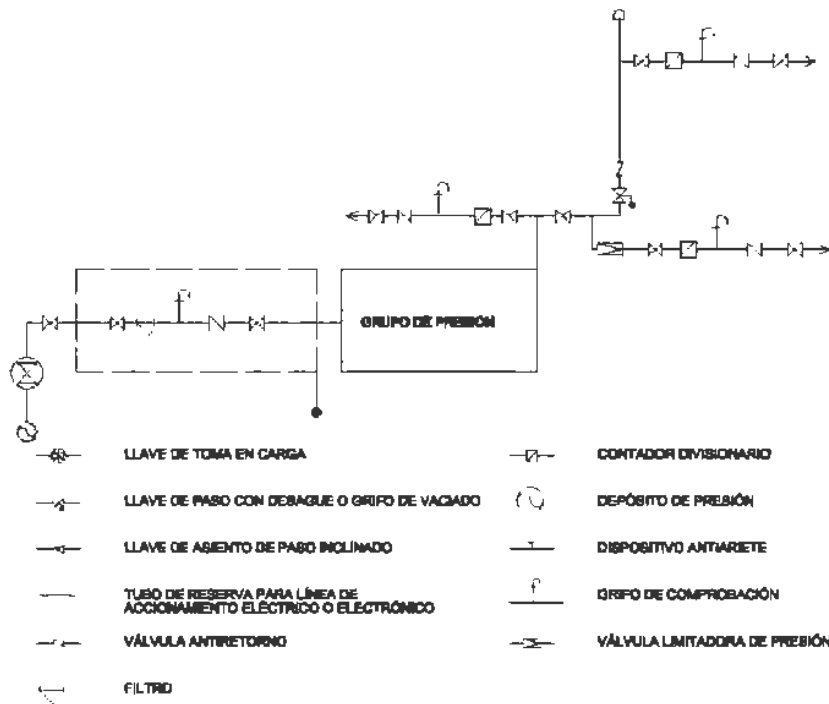 GRUPO DE PRESIÓN
LLAVE DE TOMA EN CARGA
LLAVE DE PASO CON DESAGUE O GRIFO DE VACIADO
LLAVE DE ASIENTO DE PASO INCLINADO
TUBO DE RESERVA PARA LÍNEA DE
ACCIONAMIENTO ELÉCTRICO O ELECTRÓNICO
VÁLVULA ANTIRETORNO
FILTRO
CONTADOR DIVISIONARIO
DEPÓSITO DE PRESIÓN
DISPOSITIVO ANTIARIETE
GRIFO DE COMPROBACIÓN
VÁLVULA LIMITADORA DE PRESIÓN